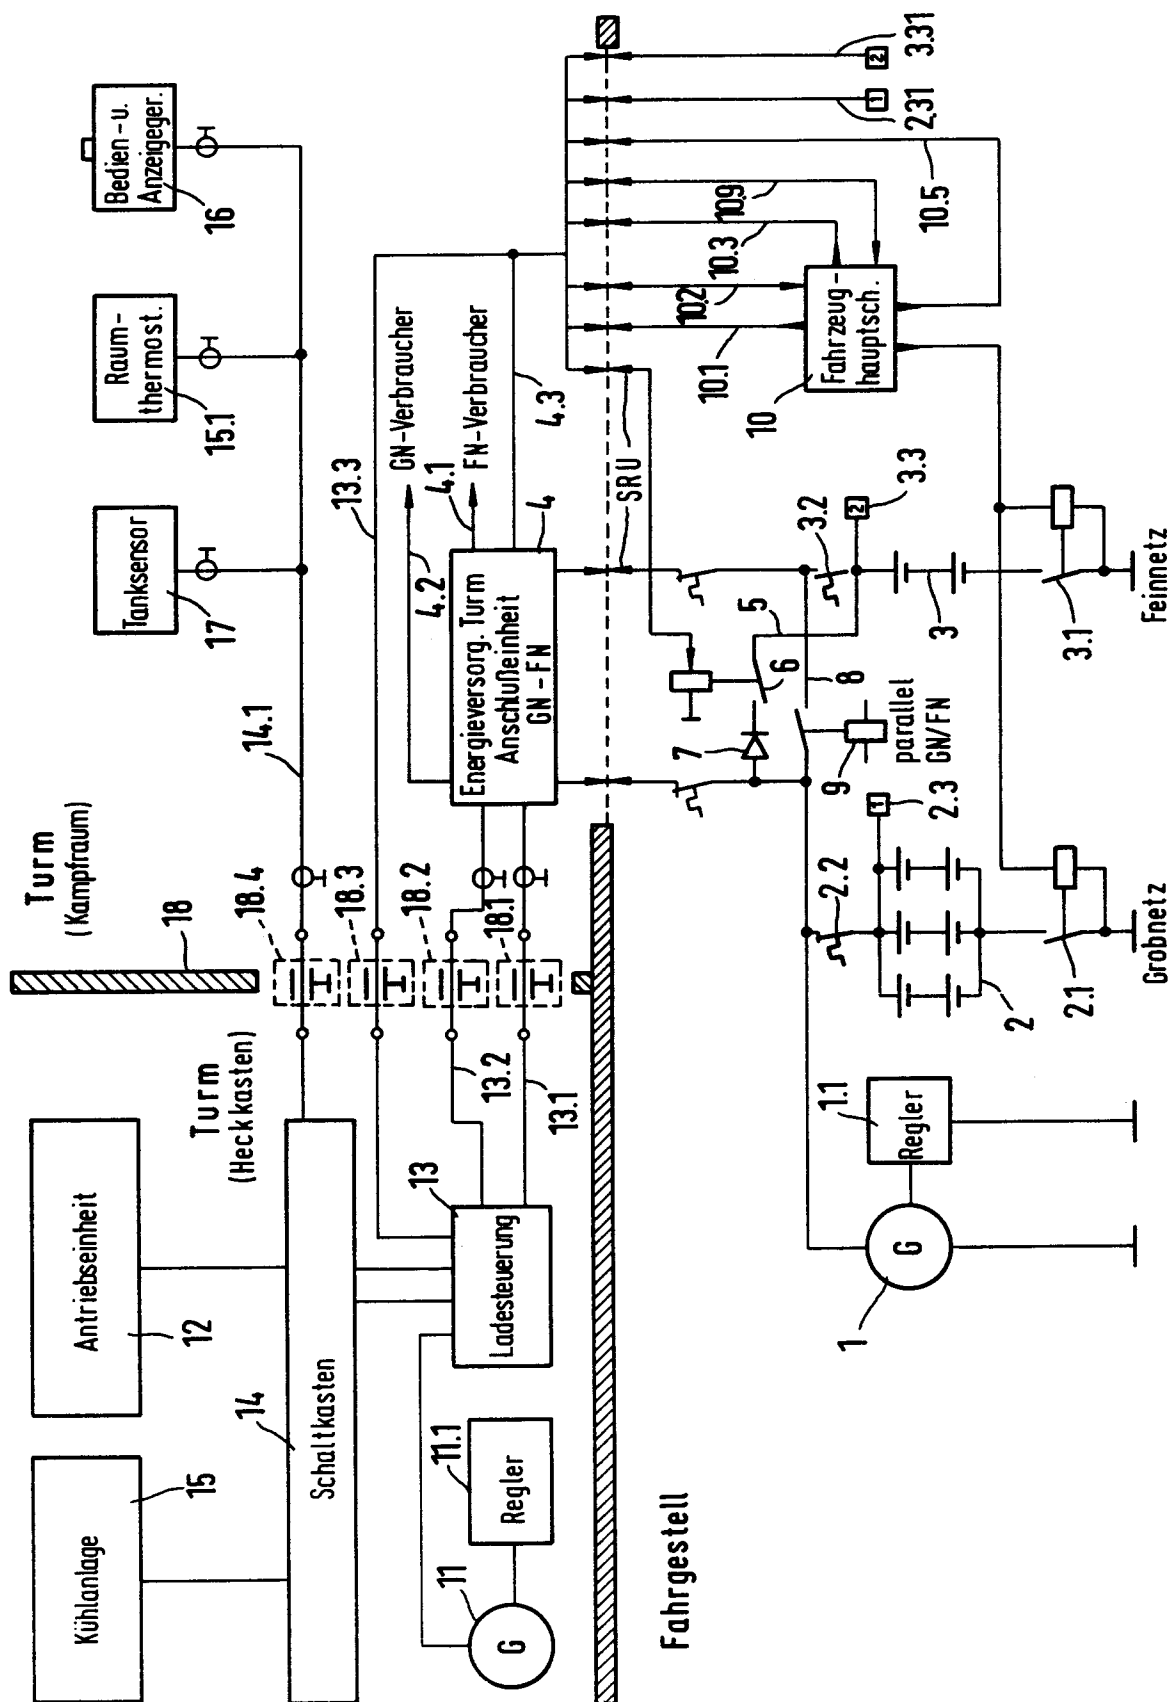 Kühlanlage
15
Antriebseinheit
12
Turm
(Heckkasten)
18
Turm
(Kampfraum)
Tanksensor
17
Raum-
thermost.
15.1
Bedien-u.
Anzeigeger.
16
14
Schaltkasten
14.1
18.4
18.3
18.2
18.1
13.3
13.2
13.1
11
G
11.1
Regler
13
Ladesteuerung
4.2
GN-Verbraucher
4.1
FN-Verbraucher
Energieversorg. Turm
Anschlußeinheit
GN-FN
4
4.3
Fahrgestell
SRU
10.1
10.2
10.3
10.9
10.5
2.31
3.31
1
2
10
Fahrzeug-
hauptsch.
5
6
7
8
9
parallel
GN/FN
3.2
3.3
2
3
3.1
Feinnetz
2.2
2.3
1
2
2.1
Grobnetz
1
G
1.1
Regler